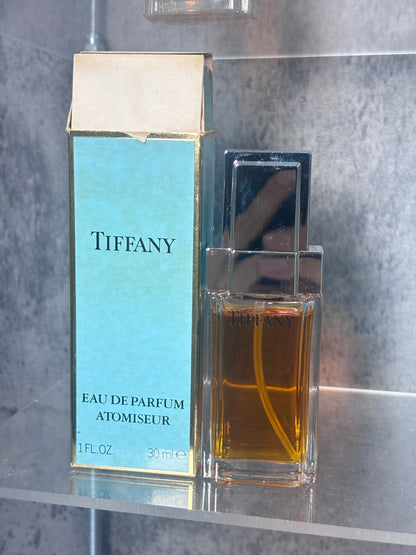 TIFFANY
EAU DE PARFUM
ATOMISEUR
1 FL.OZ. 30 ml ℮
TIFFANY